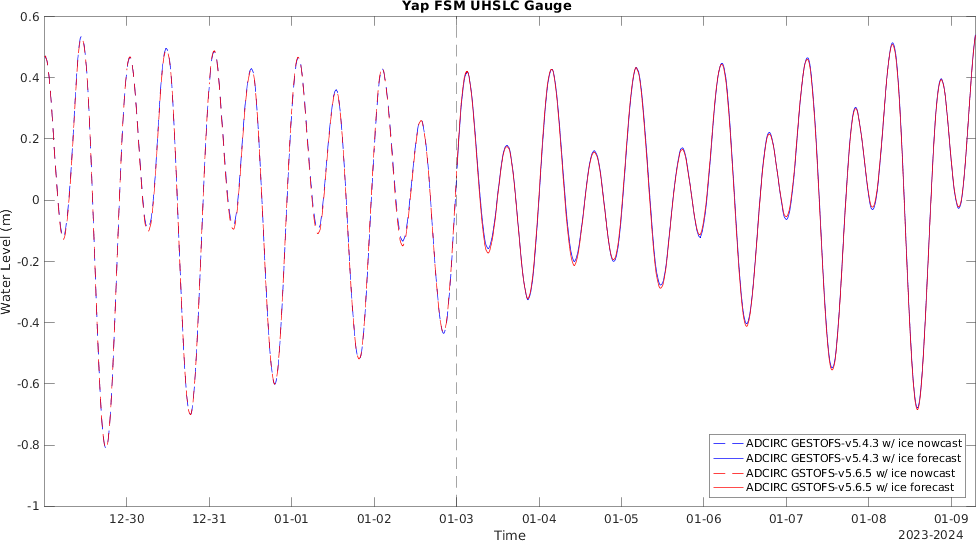 Yap FSM UHSLC Gauge
0.6
0.4
0.2
0
-0.2
-0.4
-0.6
-0.8
-1
Water Level (m)
ADCIRC GESTOFS-v5.4.3 w/ ice nowcast
ADCIRC GESTOFS-v5.4.3 w/ ice forecast
ADCIRC GSTOFS-v5.6.5 w/ ice nowcast
ADCIRC GSTOFS-v5.6.5 w/ ice forecast
12-30 12-31 01-01 01-02 01-03 01-04 01-05 01-06 01-07 01-08 01-09
Time
2023-2024